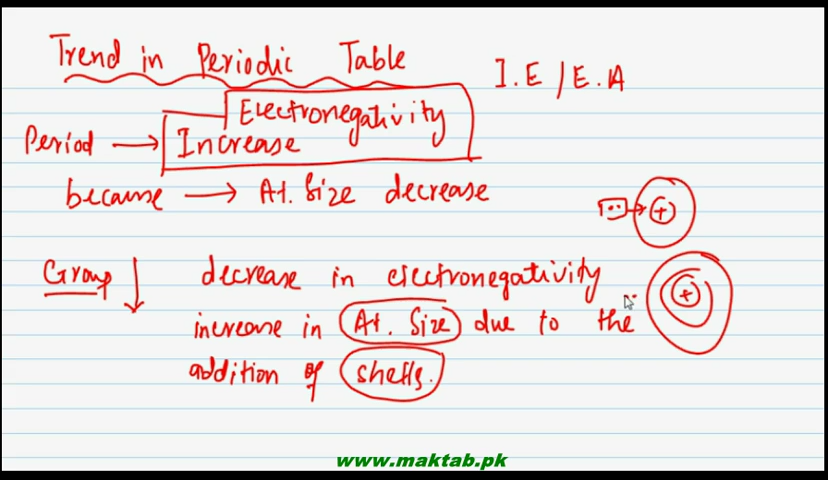 Trend in Periodic Table
I.E / E.A
Electronegativity
Period → Increase
because → At. Size decrease
Group ↓ decrease in electronegativity
increase in At. Size due to the
addition of shells.
+
+
www.maktab.pk